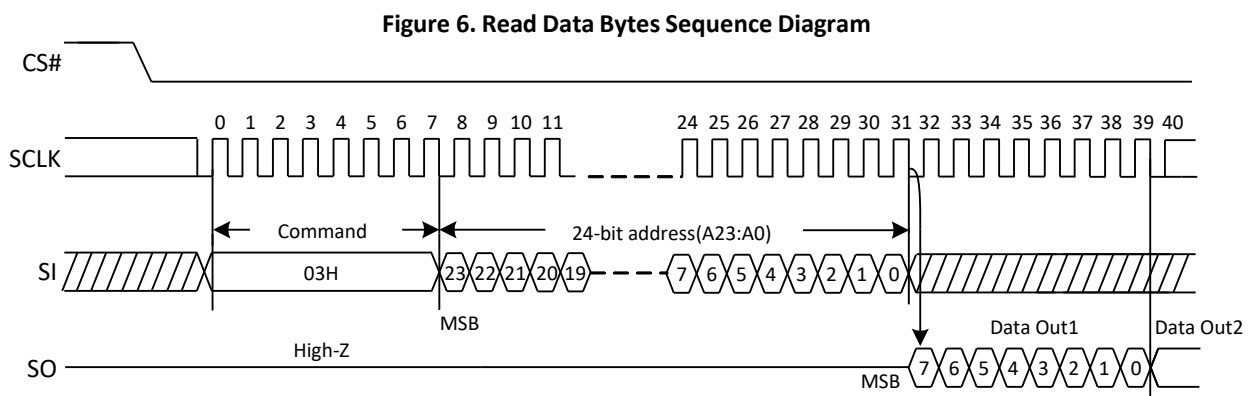 Figure 6. Read Data Bytes Sequence Diagram
CS#
0 1 2 3 4 5 6 7 8 9 10 11 24 25 26 27 28 29 30 31 32 33 34 35 36 37 38 39 40
SCLK
Command 24-bit address(A23:A0)
SI 03H 23 22 21 20 19 7 6 5 4 3 2 1 0
MSB Data Out1 Data Out2
High-Z
SO 7 6 5 4 3 2 1 0
MSB